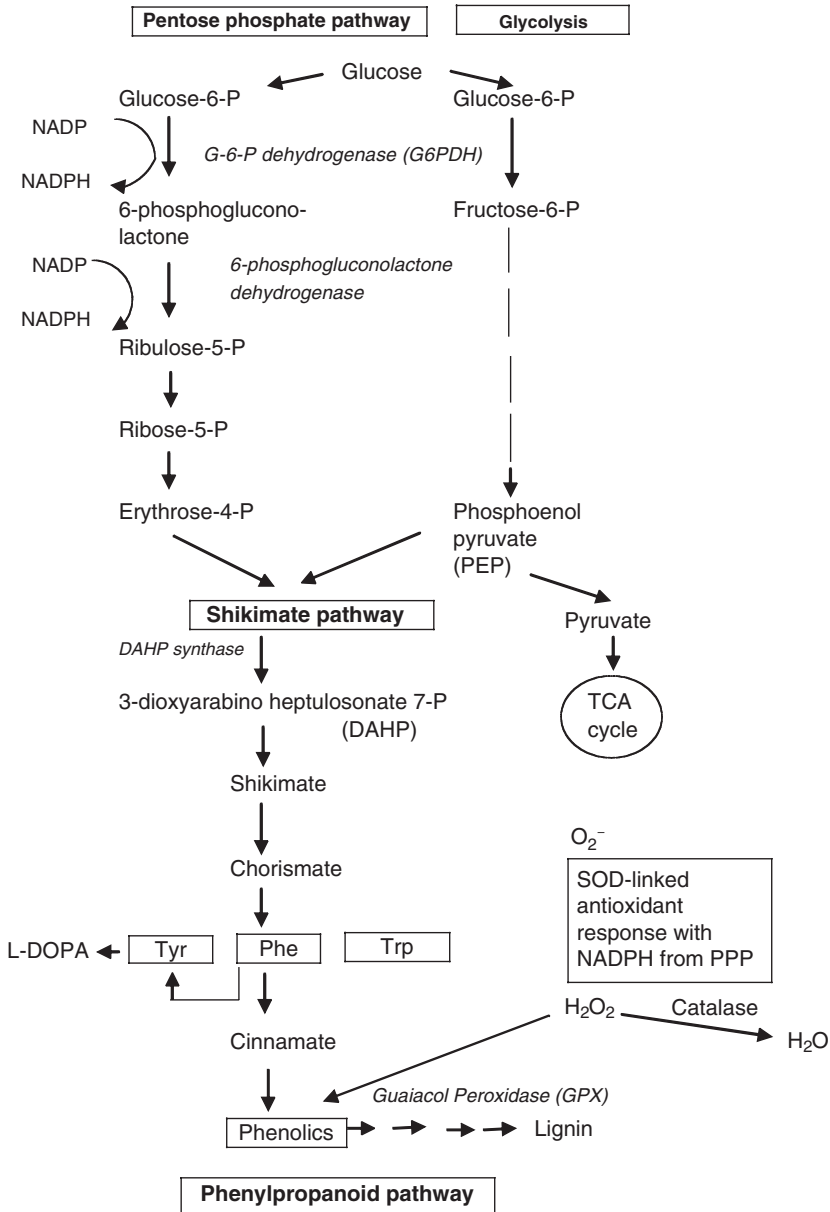 Pentose phosphate pathway
Glycolysis
Glucose
Glucose-6-P
Glucose-6-P
NADP
G-6-P dehydrogenase (G6PDH)
NADPH
6-phosphoglucono-
lactone
Fructose-6-P
NADP
6-phosphogluconolactone
dehydrogenase
NADPH
Ribulose-5-P
Ribose-5-P
Erythrose-4-P
Phosphoenol
pyruvate
(PEP)
Shikimate pathway
Pyruvate
DAHP synthase
3-dioxyarabino heptulosonate 7-P
(DAHP)
TCA
cycle
Shikimate
Chorismate
O₂⁻
SOD-linked
antioxidant
response with
NADPH from PPP
L-DOPA
Tyr
Phe
Trp
H₂O₂
Catalase
H₂O
Cinnamate
Guaiacol Peroxidase (GPX)
Phenolics
Lignin
Phenylpropanoid pathway